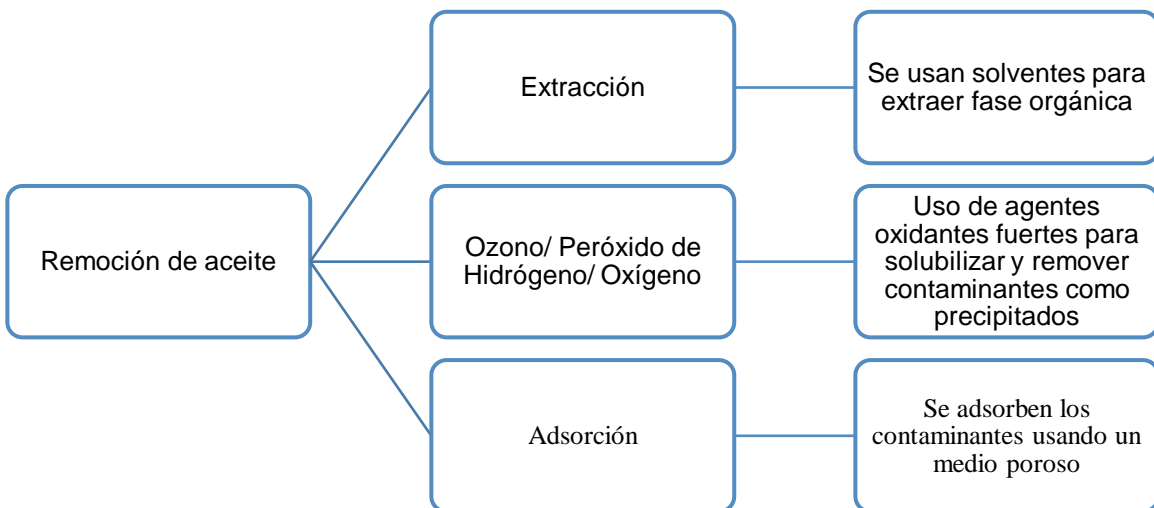 Remoción de aceite
Extracción
Se usan solventes para
extraer fase orgánica
Ozono/ Peróxido de
Hidrógeno/ Oxígeno
Uso de agentes
oxidantes fuertes para
solubilizar y remover
contaminantes como
precipitados
Adsorción
Se adsorben los
contaminantes usando un
medio poroso